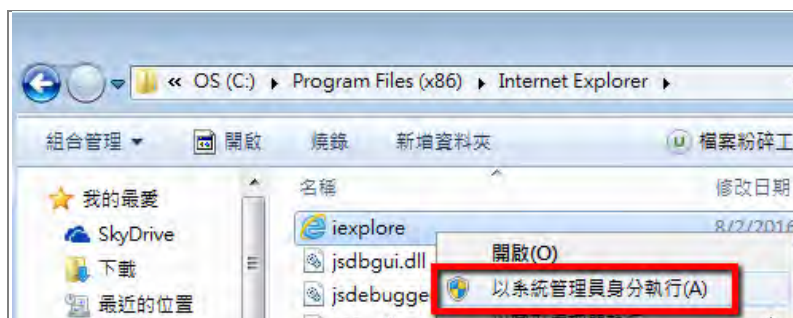 « OS (C:) ▸ Program Files (x86) ▸ Internet Explorer ▸
組合管理 ▼ 開啟 燒錄 新增資料夾 檔案粉碎工
我的最愛
SkyDrive
下載
最近的位置
名稱 修改日期
iexplore 8/2/2016
jsdbgui.dll
jsdebugge
開啟(O)
以系統管理員身分執行(A)